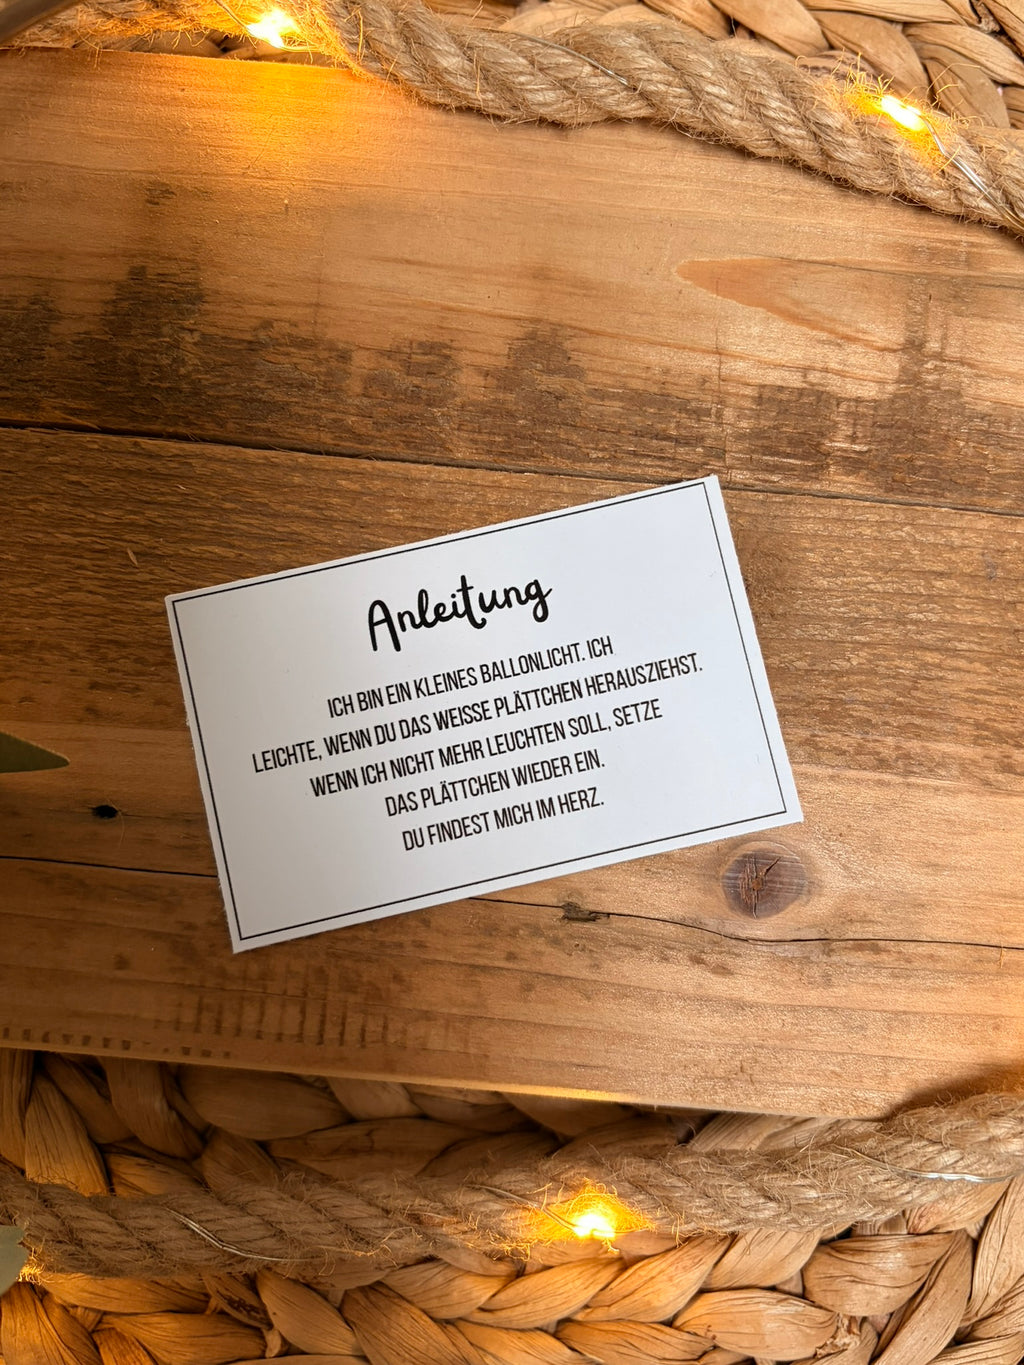 Anleitung
ICH BIN EIN KLEINES BALLONLICHT. ICH
LEICHTE, WENN DU DAS WEISSE PLÄTTCHEN HERAUSZIEHST.
WENN ICH NICHT MEHR LEUCHTEN SOLL, SETZE
DAS PLÄTTCHEN WIEDER EIN.
DU FINDEST MICH IM HERZ.